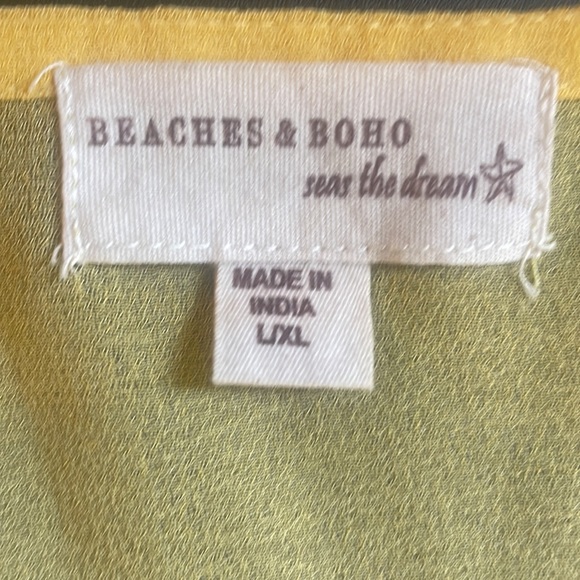 BEACHES & BOHO
seas the dream
MADE IN
INDIA
L/XL